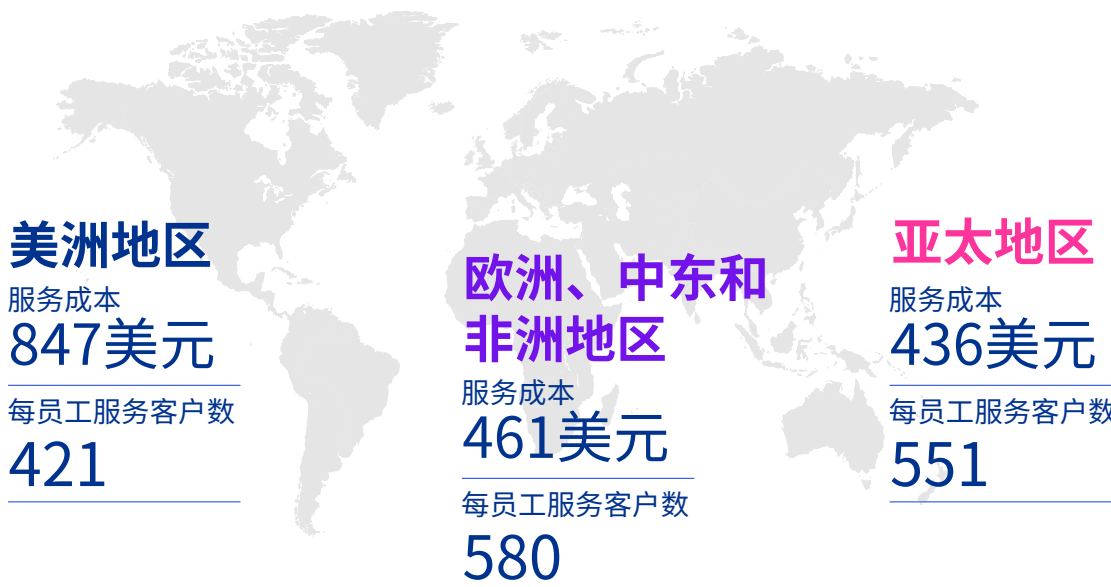 美洲地区
服务成本
847美元
每员工服务客户数
421
欧洲、中东和
非洲地区
服务成本
461美元
每员工服务客户数
580
亚太地区
服务成本
436美元
每员工服务客户数
551